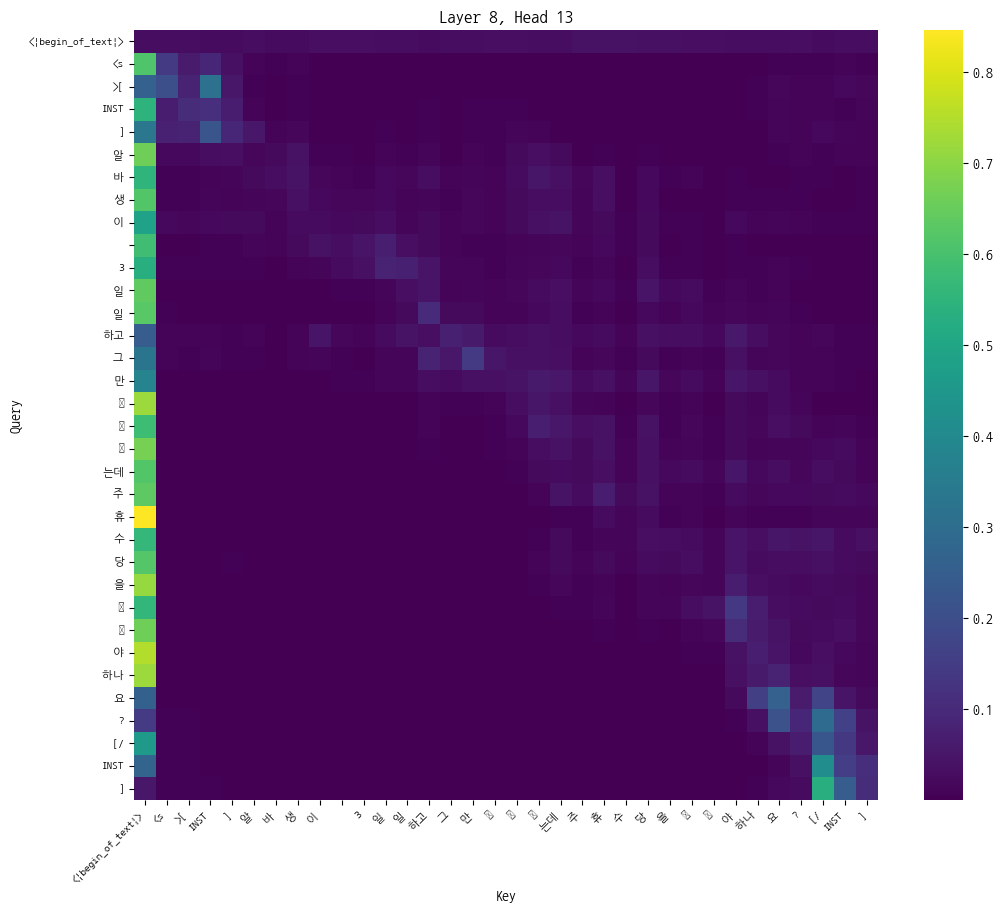 Layer 8, Head 13
Query
<|begin_of_text|>
<s
>[
INST
]
알
바
생
이
3
일
일
하고
그
만
는데
주
휴
수
당
을
야
하나
요
?
[/
INST
]
<|begin_of_text|>
<s
>[
INST
]
알
바
생
이
3
일
일
하고
그
만
는데
주
휴
수
당
을
야
하나
요
?
[/
INST
]
Key
0.8
0.7
0.6
0.5
0.4
0.3
0.2
0.1